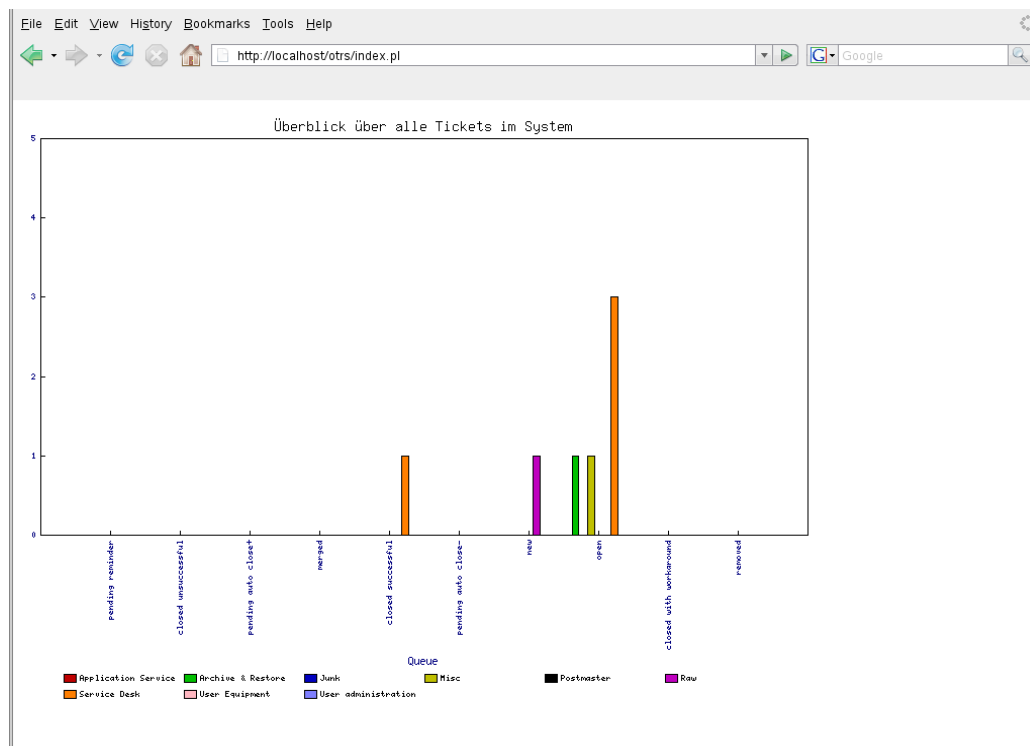 File Edit View History Bookmarks Tools Help
http://localhost/otrs/index.pl
G Google
Überblick über alle Tickets im System
5
4
3
2
1
0
pending reminder
closed unsuccessful
pending auto close+
merged
closed successful
pending auto close-
new
open
closed with workaround
removed
Queue
Application Service Archive & Restore Junk Misc Postmaster Raw
Service Desk User Equipment User administration